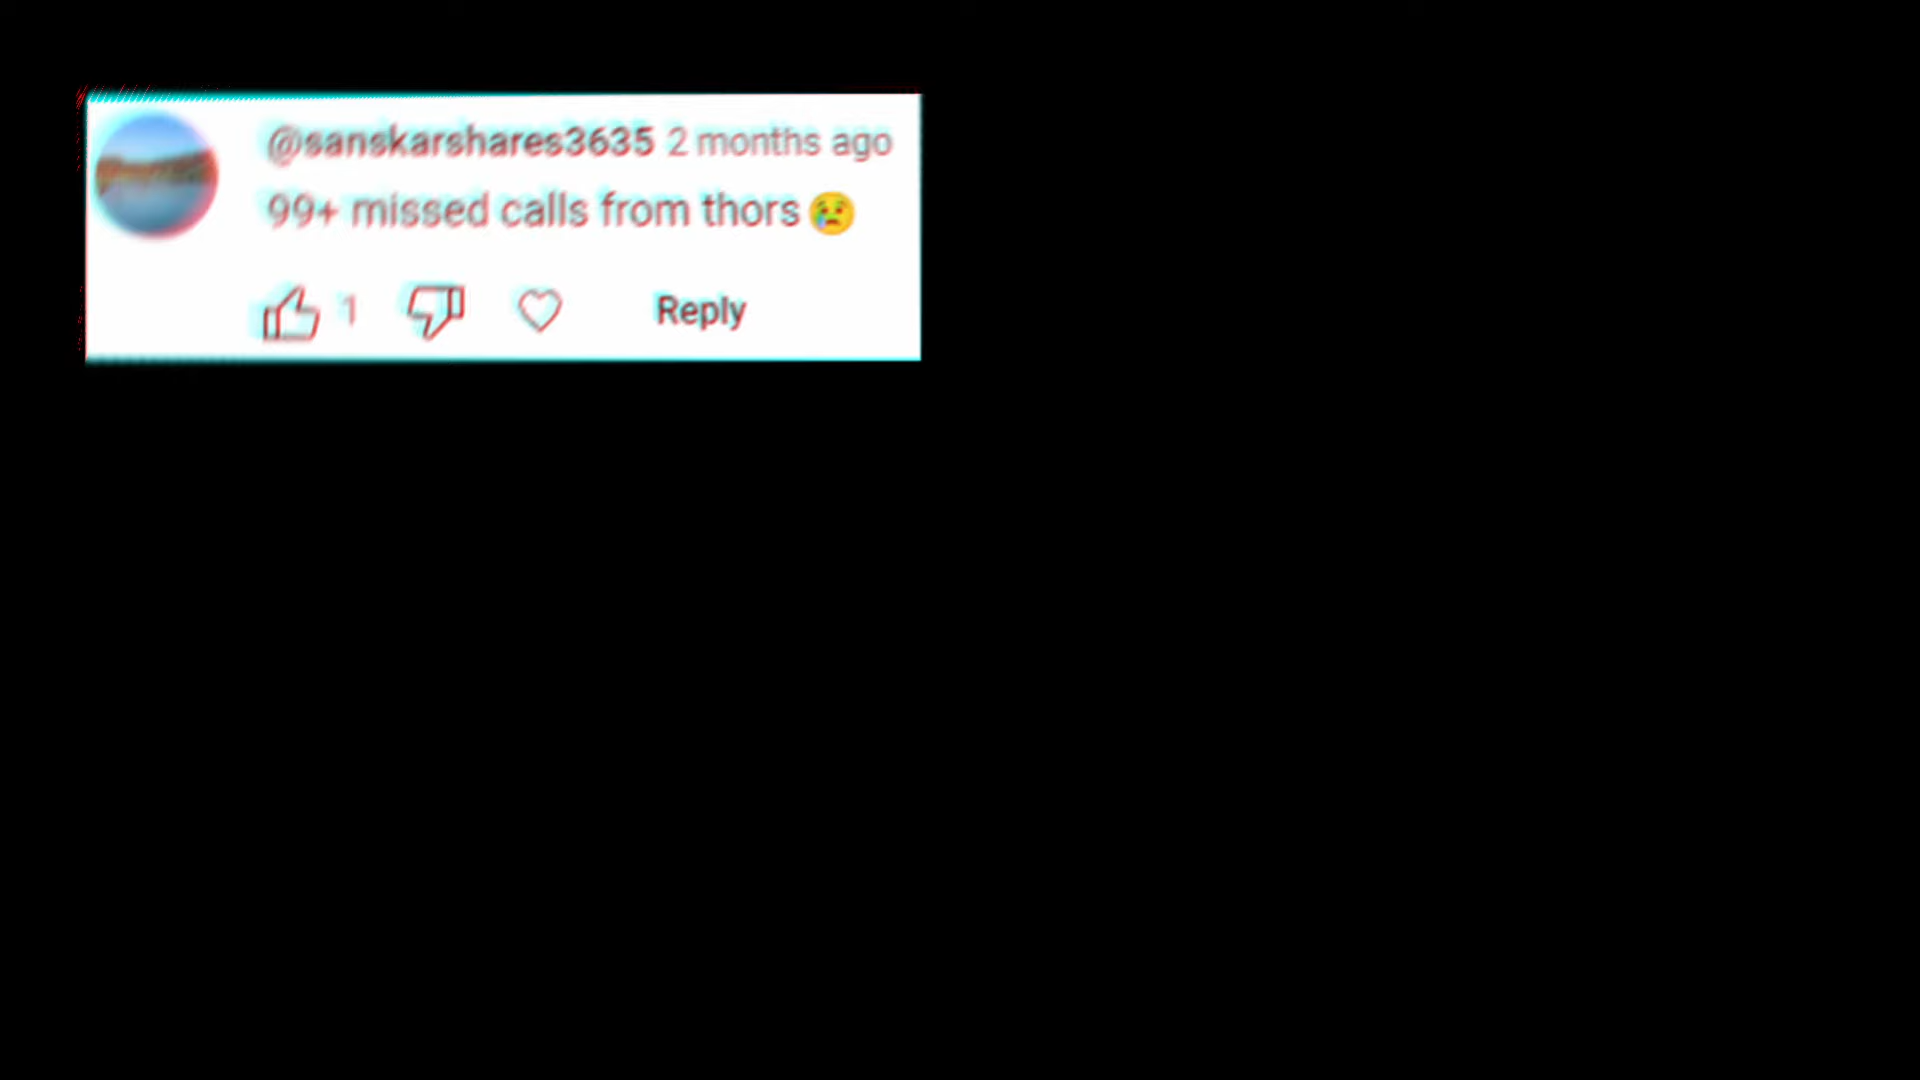 @sanskarshares3635 2 months ago
99+ missed calls from thors 😢
1 Reply